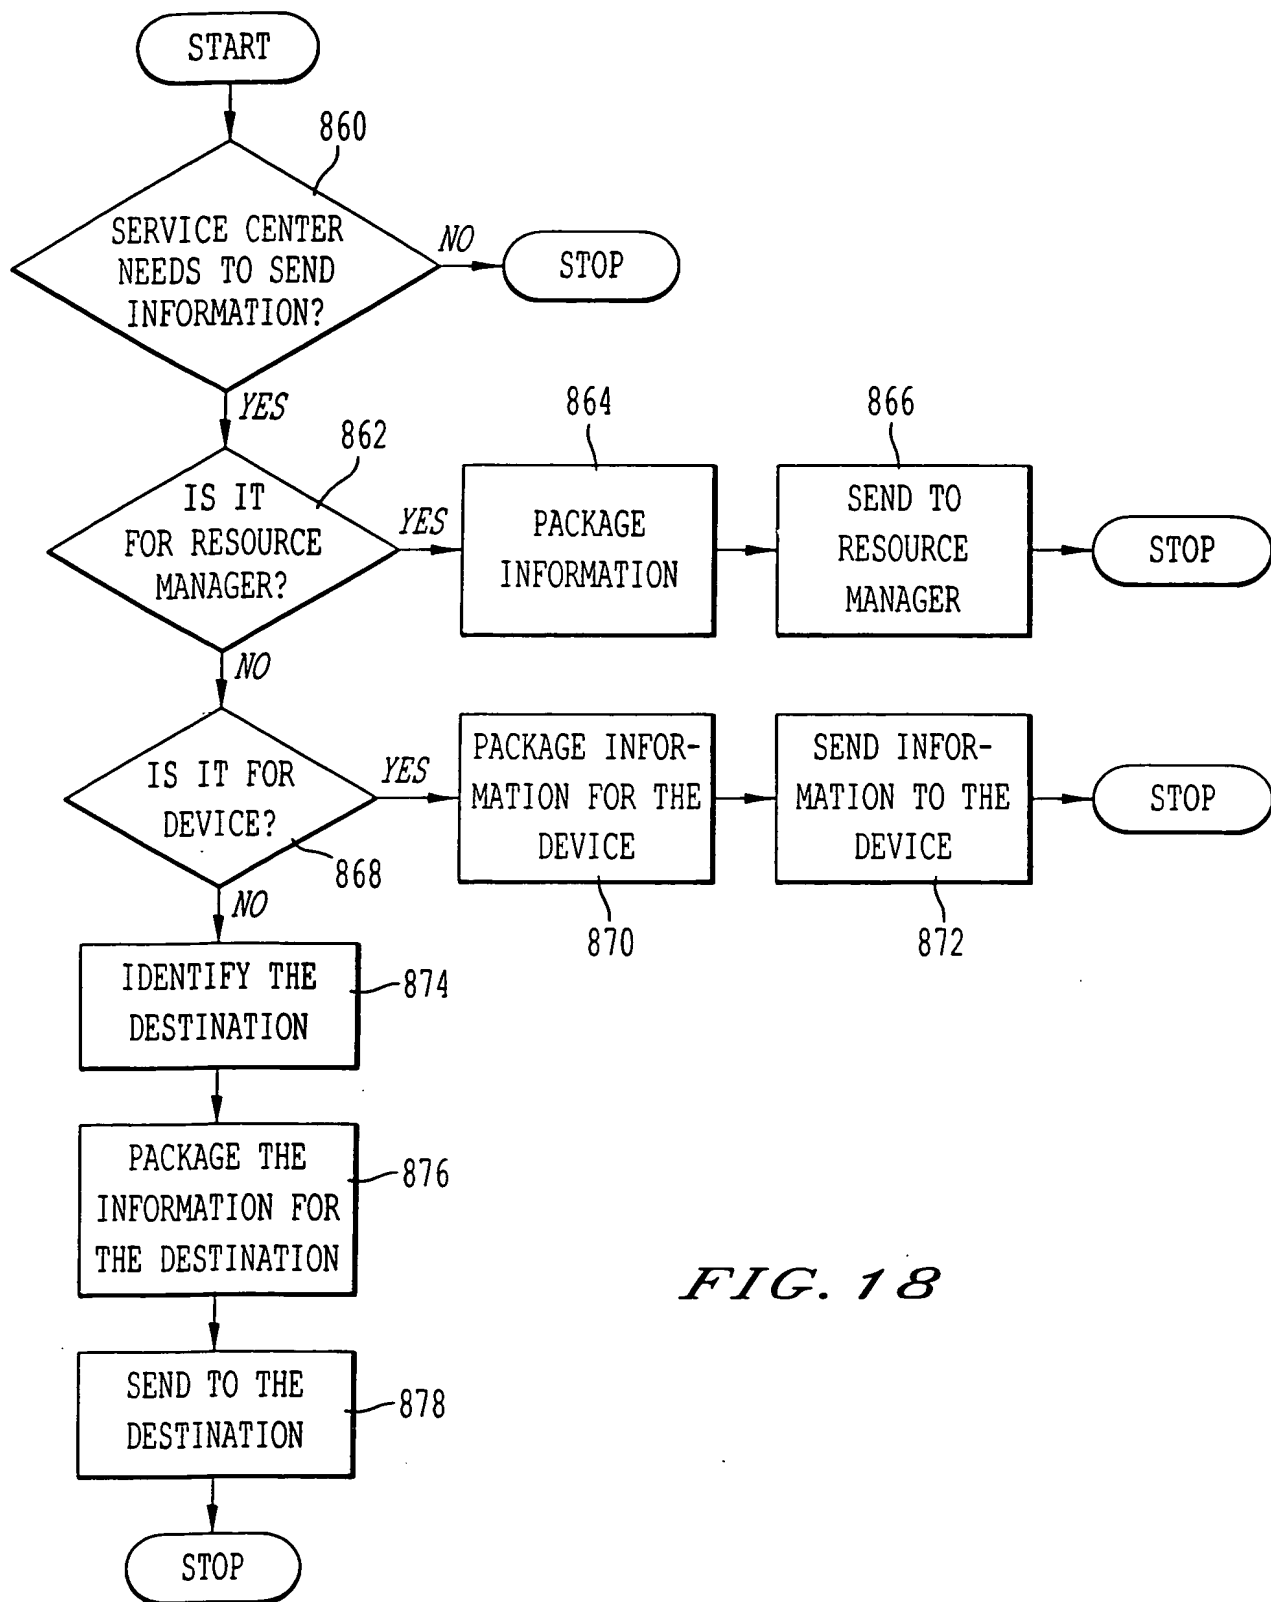 START
860
SERVICE CENTER
NEEDS TO SEND
INFORMATION?
NO
STOP
YES
862
IS IT
FOR RESOURCE
MANAGER?
YES
864
PACKAGE
INFORMATION
866
SEND TO
RESOURCE
MANAGER
STOP
NO
IS IT FOR
DEVICE?
868
YES
PACKAGE INFOR-
MATION FOR THE
DEVICE
870
SEND INFOR-
MATION TO THE
DEVICE
872
STOP
NO
IDENTIFY THE
DESTINATION
874
PACKAGE THE
INFORMATION FOR
THE DESTINATION
876
SEND TO THE
DESTINATION
878
STOP
FIG. 18